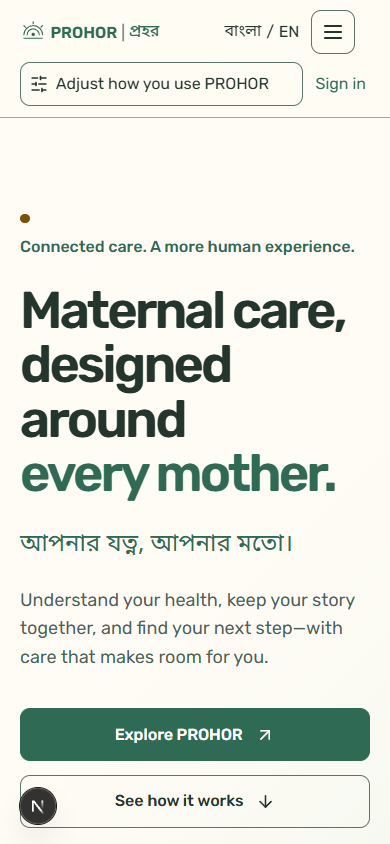 PROHOR | প্রহর
বাংলা / EN
Adjust how you use PROHOR
Sign in
Connected care. A more human experience.
Maternal care,
designed
around
every mother.
আপনার যত্ন, আপনার মতো।
Understand your health, keep your story
together, and find your next step—with
care that makes room for you.
Explore PROHOR
See how it works
N